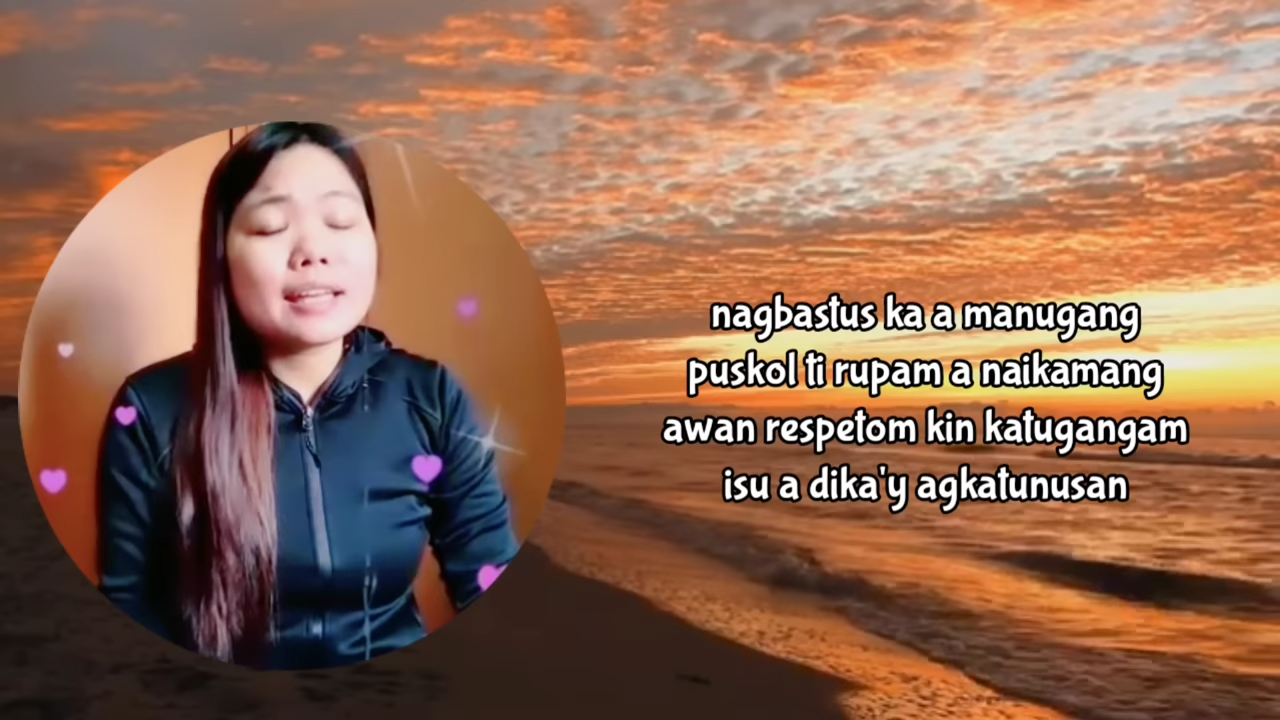 nagbastus ka a manugang
puskol ti rupam a naikamang
awan respetom kin katugangam
isu a dika'y agkatunusan